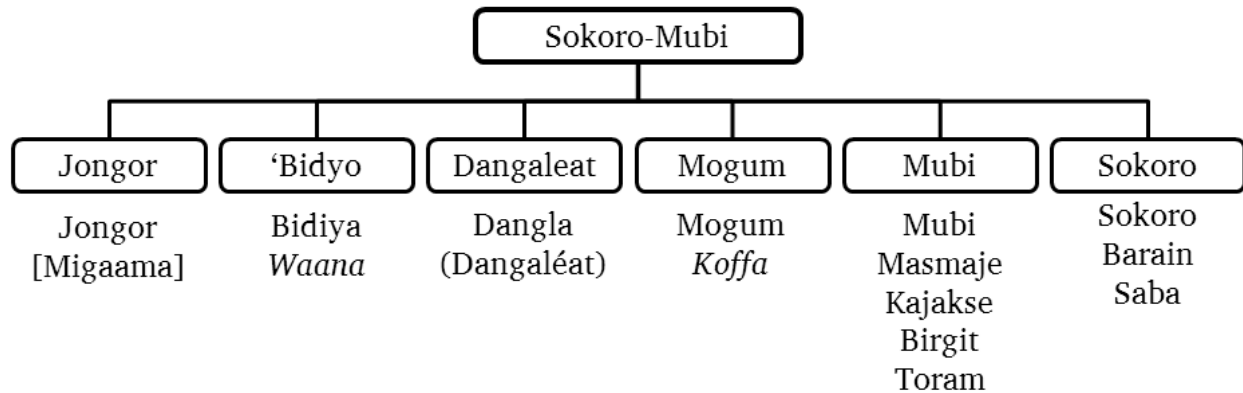 Sokoro-Mubi
Jongor
‘Bidyo
Dangaleat
Mogum
Mubi
Sokoro
Jongor
[Migaama]
Bidiya
Waana
Dangla
(Dangaléat)
Mogum
Koffa
Mubi
Masmaje
Kajakse
Birgit
Toram
Sokoro
Barain
Saba